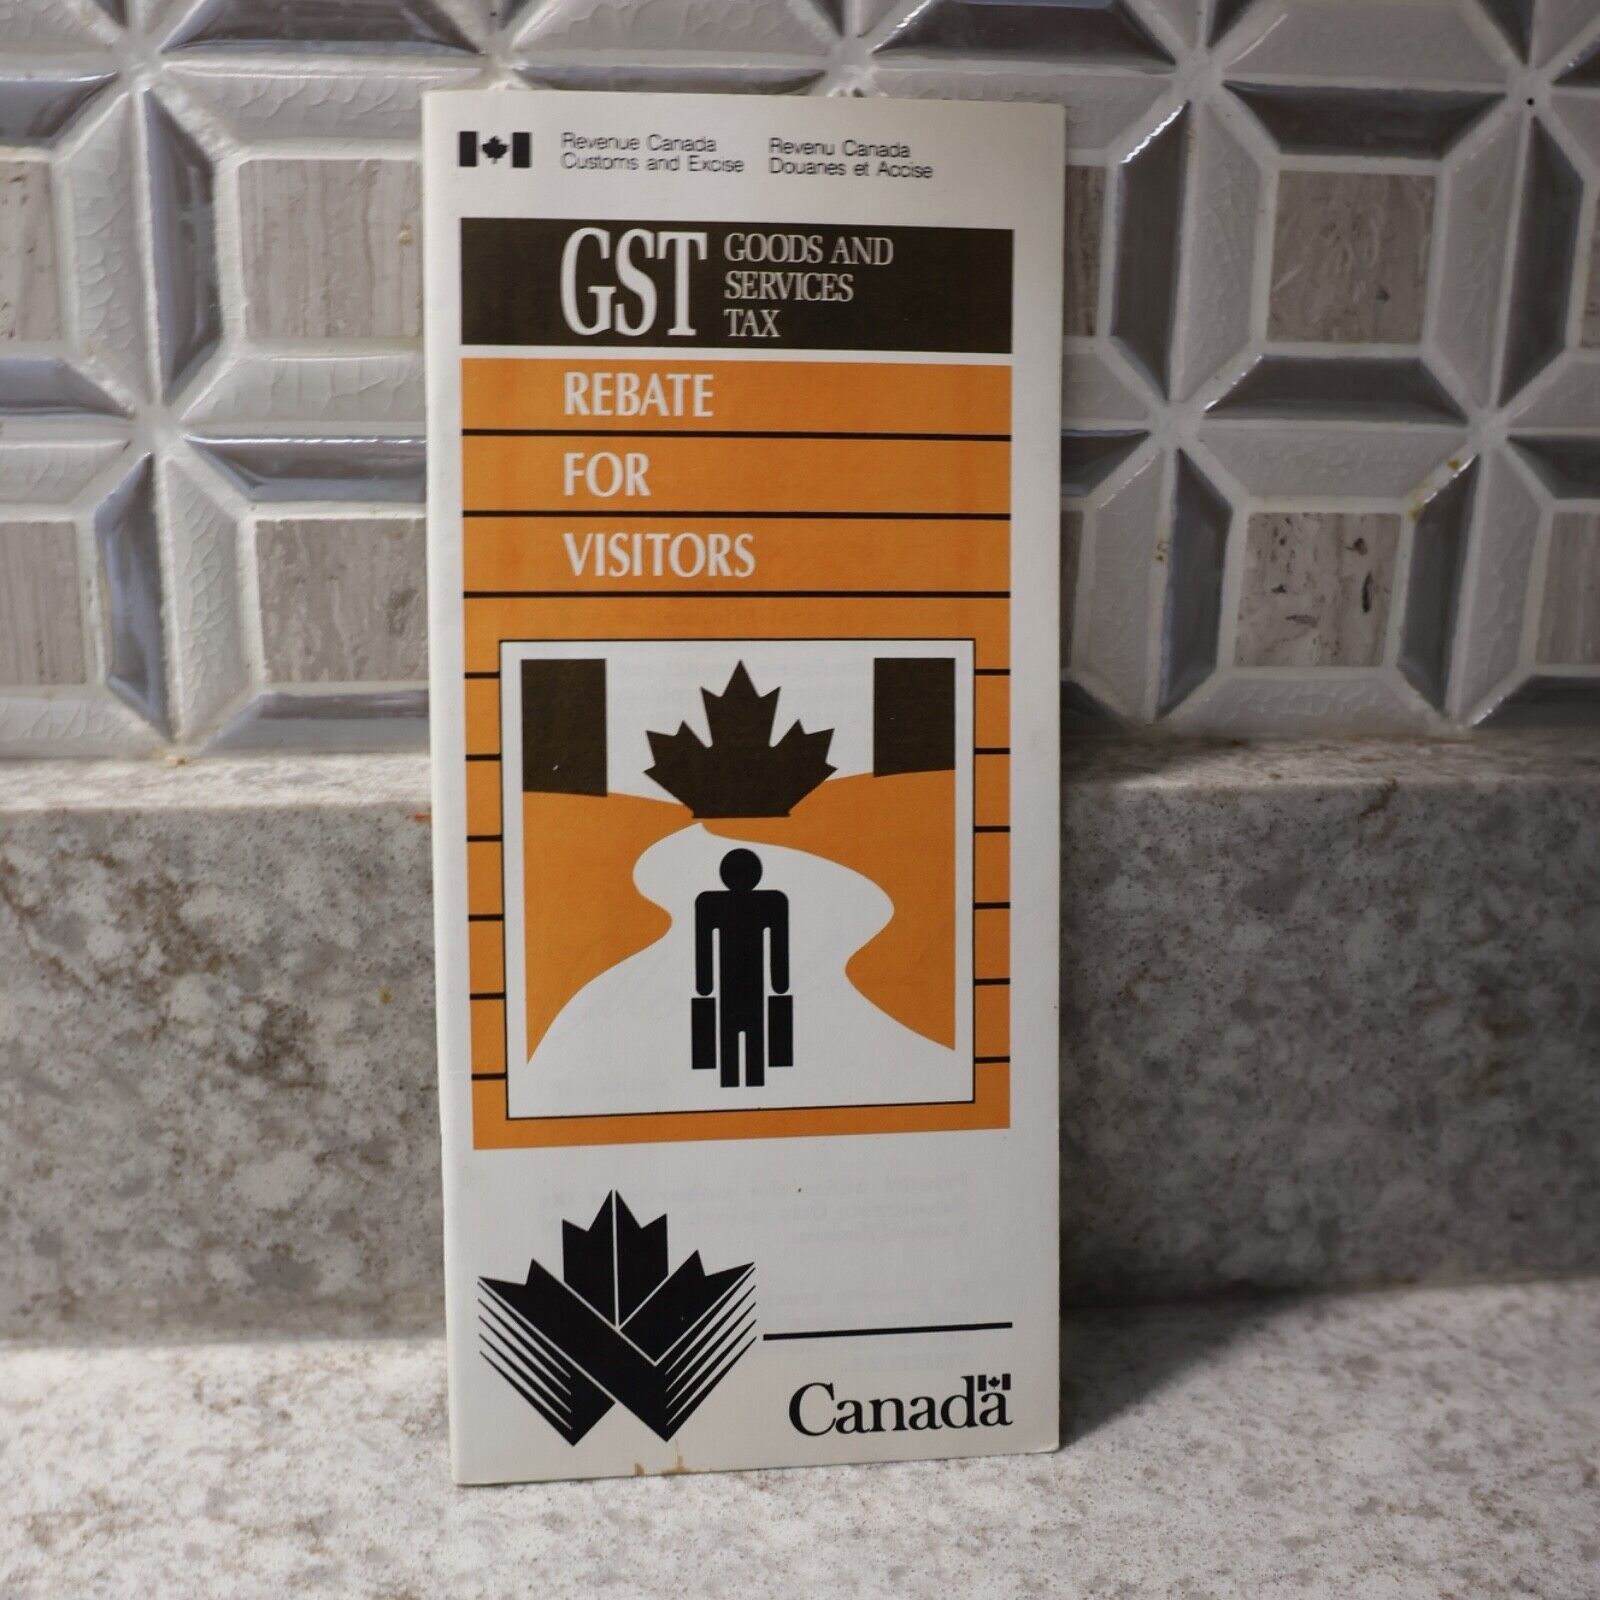 Revenue Canada
Customs and Excise
Revenu Canada
Douanes et Accise
GST
GOODS AND
SERVICES
TAX
REBATE
FOR
VISITORS
Canada